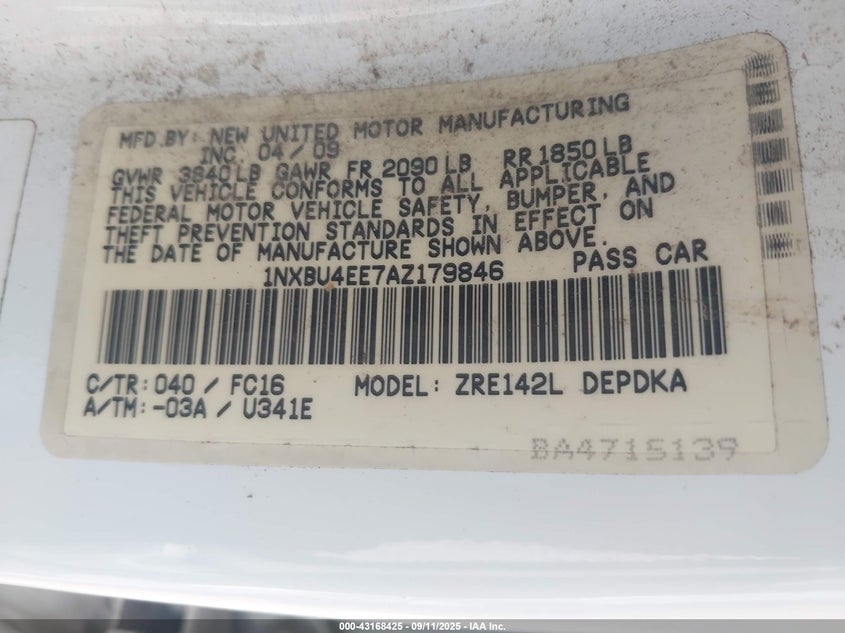 MFD.BY: NEW UNITED MOTOR MANUFACTURING
INC. 04/09
GVWR 3840LB GAWR FR 2090LB RR1850LB
THIS VEHICLE CONFORMS TO ALL APPLICABLE
FEDERAL MOTOR VEHICLE SAFETY, BUMPER, AND
THEFT PREVENTION STANDARDS IN EFFECT ON
THE DATE OF MANUFACTURE SHOWN ABOVE.
1NXBU4EE7AZ179846 PASS CAR
C/TR: 040 / FC16 MODEL: ZRE142L DEPDKA
A/TM: -03A / U341E
BA4715139
000-43168425 - 09/11/2025 - IAA Inc.